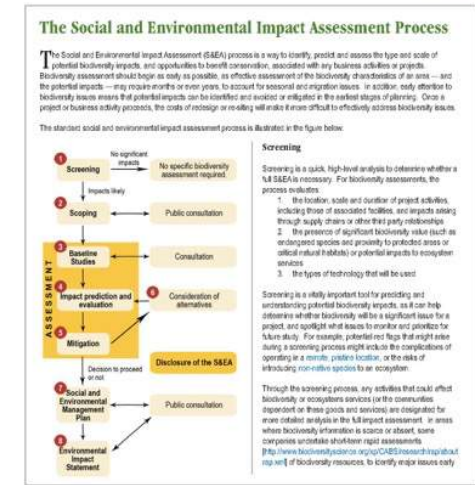 The Social and Environmental Impact Assessment Process
The Social and Environmental Impact Assessment (S&EA) process is a way to identify, predict and assess the type and scale of
potential biodiversity impacts, and opportunities to benefit conservation, associated with any business activities or projects.
Biodiversity assessment should begin as early as possible, as effective assessment of the biodiversity characteristics of an area — and
the potential impacts — may require months or even years, to account for seasonal and migration issues. In addition, early attention to
biodiversity issues means that potential impacts can be identified and avoided or mitigated in the earliest stages of planning. Once a
project or business activity proceeds, the costs of redesign or re-siting will make it more difficult to effectively address biodiversity issues.
The standard social and environmental impact assessment process is illustrated in the figure below.
1
Screening
No significant
impacts
No specific biodiversity
assessment required.
Impacts likely
2
Scoping
Public consultation
ASSESSMENT
3
Baseline
Studies
Consultation
4
Impact prediction and
evaluation
6
Consideration of
alternatives
5
Mitigation
Disclosure of the S&EA
Decision to proceed
or not
7
Social and
Environmental
Management
Plan
Public consultation
8
Environmental
Impact
Statement
Screening
Screening is a quick, high-level analysis to determine whether a
full S&EA is necessary. For biodiversity assessments, the
process evaluates
1. the location, scale and duration of project activities,
including those of associated facilities, and impacts arising
through supply chains or other third party relationships
2. the presence of significant biodiversity value (such as
endangered species and proximity to protected areas or
critical natural habitats) or potential impacts to ecosystem
services
3. the types of technology that will be used
Screening is a vitally important tool for predicting and
understanding potential biodiversity impacts, as it can help
determine whether biodiversity will be a significant issue for a
project, and spotlight what issues to monitor and prioritize for
future study. For example, potential red flags that might arise
during a screening process might include the complications of
operating in a remote, pristine location, or the risks of
introducing non-native species to an ecosystem.
Through the screening process, any activities that could affect
biodiversity or ecosystems services (or the communities
dependent on these goods and services) are designated for
more detailed analysis in the full impact assessment. In areas
where biodiversity information is scarce or absent, some
companies undertake short-term rapid assessments
of biodiversity resources, to identify major issues early